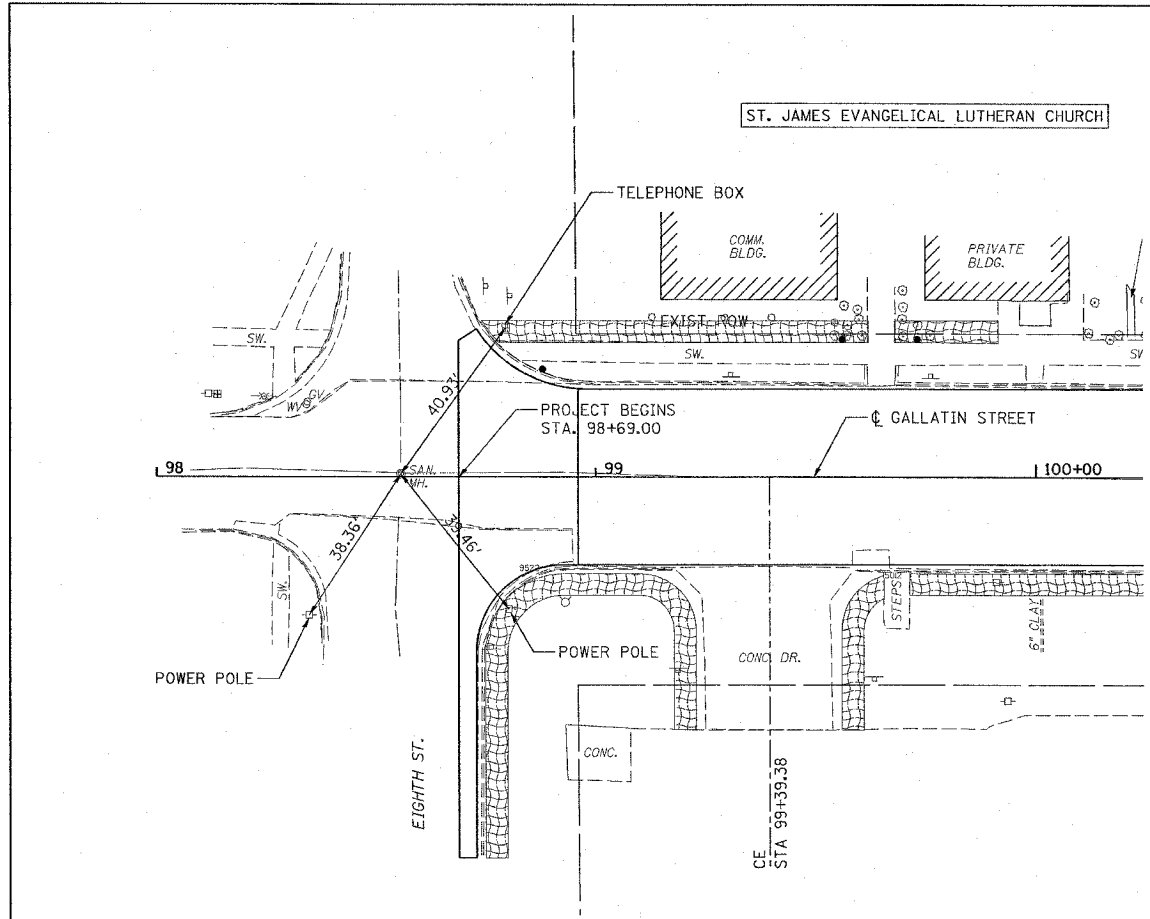 ST. JAMES EVANGELICAL LUTHERAN CHURCH
TELEPHONE BOX
COMM.
BLDG.
PRIVATE
BLDG.
EXIST ROW
SW.
SW.
GV
WV
40.93'
PROJECT BEGINS
STA. 98+69.00
℄ GALLATIN STREET
98
SAN.
MH.
99
100+00
38.36'
39.46'
SW.
STEPS
6" CLAY
POWER POLE
POWER POLE
CONC. DR.
CONC.
EIGHTH ST.
CE
STA 99+39.38